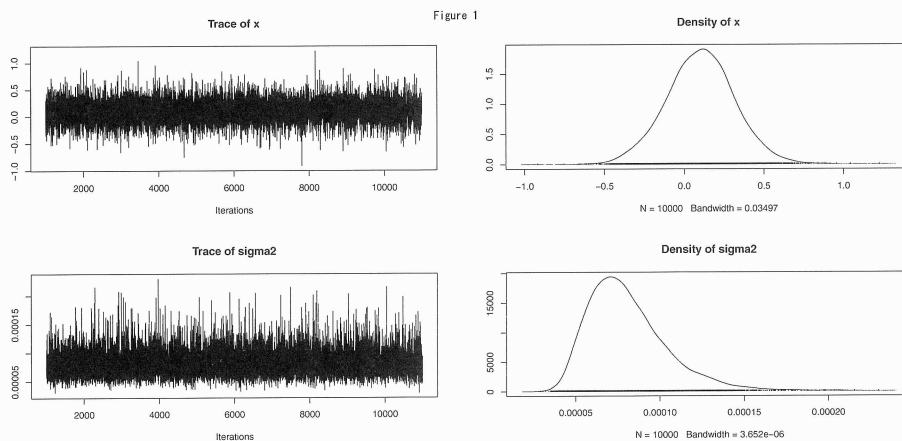 Figure 1
Trace of x
1.0
0.5
0.0
-0.5
-1.0
2000 4000 6000 8000 10000
Iterations
Density of x
1.5
1.0
0.5
0.0
-1.0 -0.5 0.0 0.5 1.0
N = 10000 Bandwidth = 0.03497
Trace of sigma2
0.00015
0.00005
2000 4000 6000 8000 10000
Iterations
Density of sigma2
15000
5000
0
0.00005 0.00010 0.00015 0.00020
N = 10000 Bandwidth = 3.652e-06